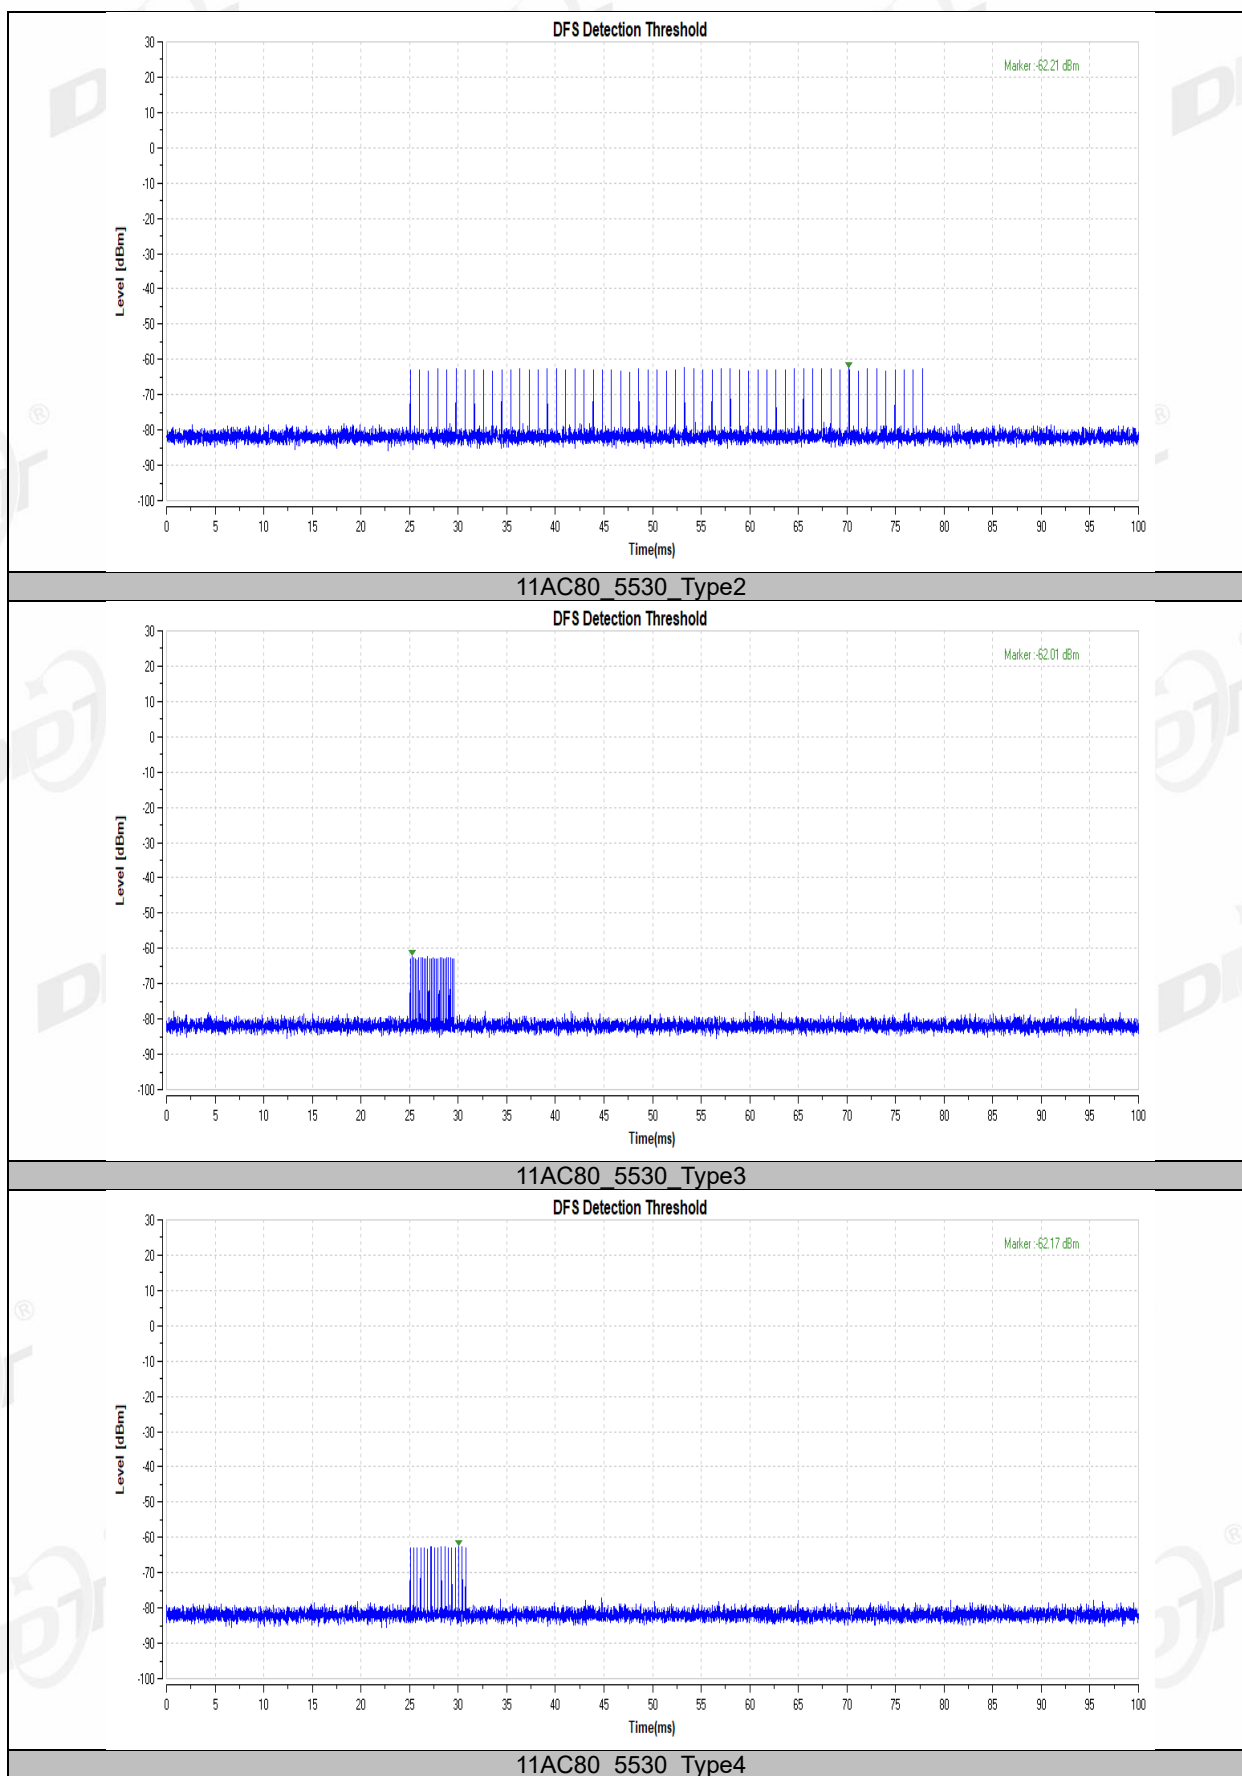 DFS Detection Threshold
Marker :-62.21 dBm
30
20
10
0
-10
-20
-30
-40
-50
-60
-70
-80
-90
-100
Level [dBm]
0 5 10 15 20 25 30 35 40 45 50 55 60 65 70 75 80 85 90 95 100
Time(ms)
11AC80_5530_Type2
DFS Detection Threshold
Marker :-62.01 dBm
30
20
10
0
-10
-20
-30
-40
-50
-60
-70
-80
-90
-100
Level [dBm]
0 5 10 15 20 25 30 35 40 45 50 55 60 65 70 75 80 85 90 95 100
Time(ms)
11AC80_5530_Type3
DFS Detection Threshold
Marker :-62.17 dBm
30
20
10
0
-10
-20
-30
-40
-50
-60
-70
-80
-90
-100
Level [dBm]
0 5 10 15 20 25 30 35 40 45 50 55 60 65 70 75 80 85 90 95 100
Time(ms)
11AC80_5530_Type4